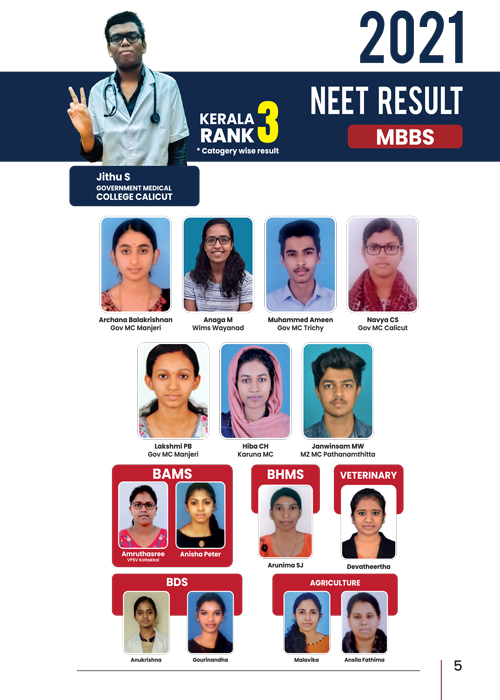 2021
NEET RESULT
MBBS
KERALA
RANK 3
* Catogery wise result
Jithu S
GOVERNMENT MEDICAL
COLLEGE CALICUT
Archana Balakrishnan
Gov MC Manjeri
Anaga M
Wims Wayanad
Muhammed Ameen
Gov MC Trichy
Navya CS
Gov MC Calicut
Lakshmi PB
Gov MC Manjeri
Hiba CH
Karuna MC
Janwinsam MW
MZ MC Pathanamthitta
BAMS
Amruthasree
VPSV Kottakkal
Anisha Peter
BHMS
Arunima SJ
VETERINARY
Devatheertha
BDS
Anukrishna
Gourinandha
AGRICULTURE
Malavika
Ansila Fathima
5